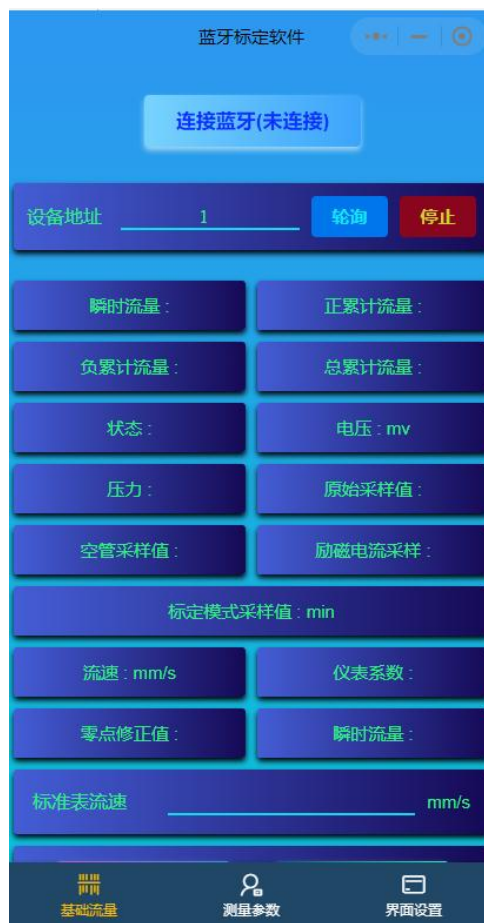 蓝牙标定软件
连接蓝牙(未连接)
设备地址 1 轮询 停止
瞬时流量 : 正累计流量 :
负累计流量 : 总累计流量 :
状态 : 电压 : mv
压力 : 原始采样值 :
空管采样值 : 励磁电流采样 :
标定模式采样值 : min
流速 : mm/s 仪表系数 :
零点修正值 : 瞬时流量 :
标准表流速 mm/s
基础流量 测量参数 界面设置